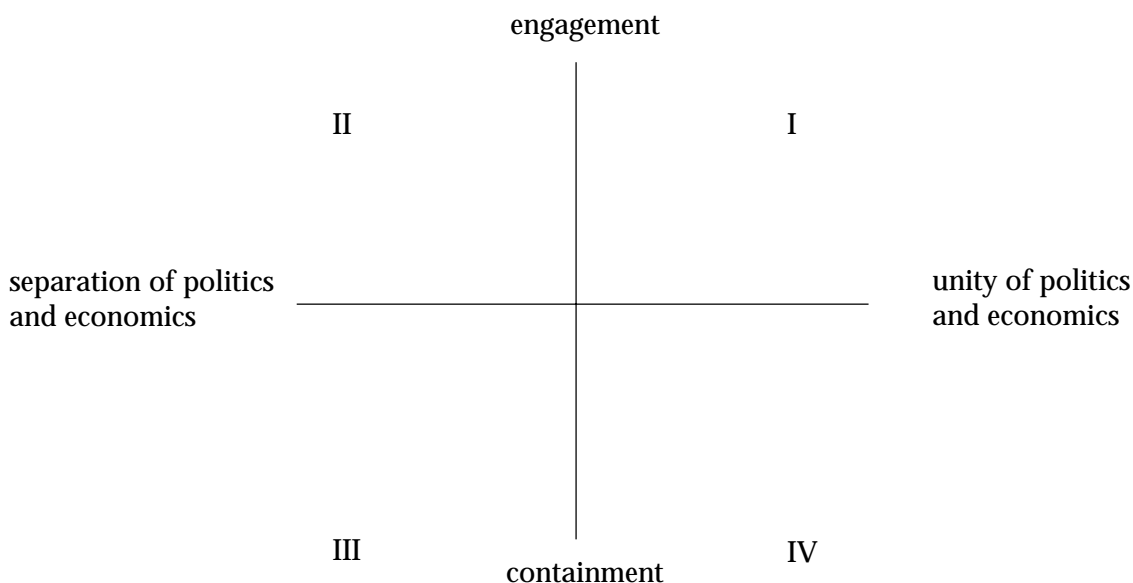 engagement
II
I
separation of politics
and economics
unity of politics
and economics
III
IV
containment